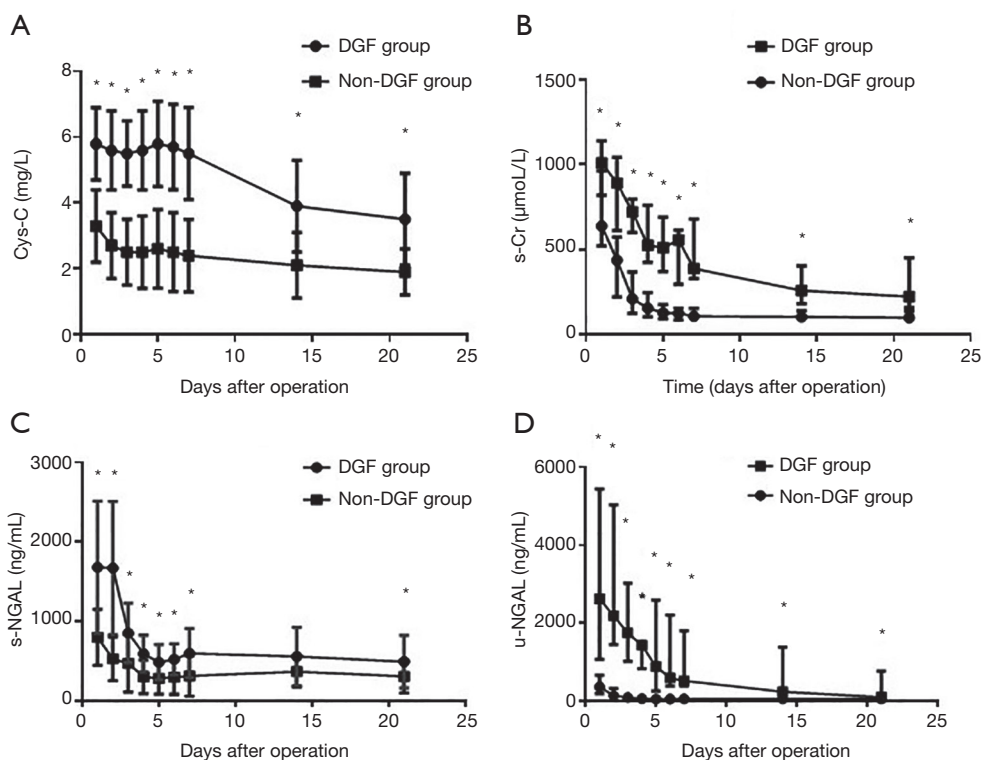 A
DGF group
Non-DGF group
8
6
4
2
0
Cys-C (mg/L)
* * * * * * * * *
0 5 10 15 20 25
Days after operation
B
DGF group
Non-DGF group
1500
1000
500
0
s-Cr (μmoL/L)
* * * * * * * * *
0 5 10 15 20 25
Time (days after operation)
C
DGF group
Non-DGF group
3000
2000
1000
0
s-NGAL (ng/mL)
* * * * * * * *
0 5 10 15 20 25
Days after operation
D
DGF group
Non-DGF group
6000
4000
2000
0
u-NGAL (ng/mL)
* * * * * * * * *
0 5 10 15 20 25
Days after operation